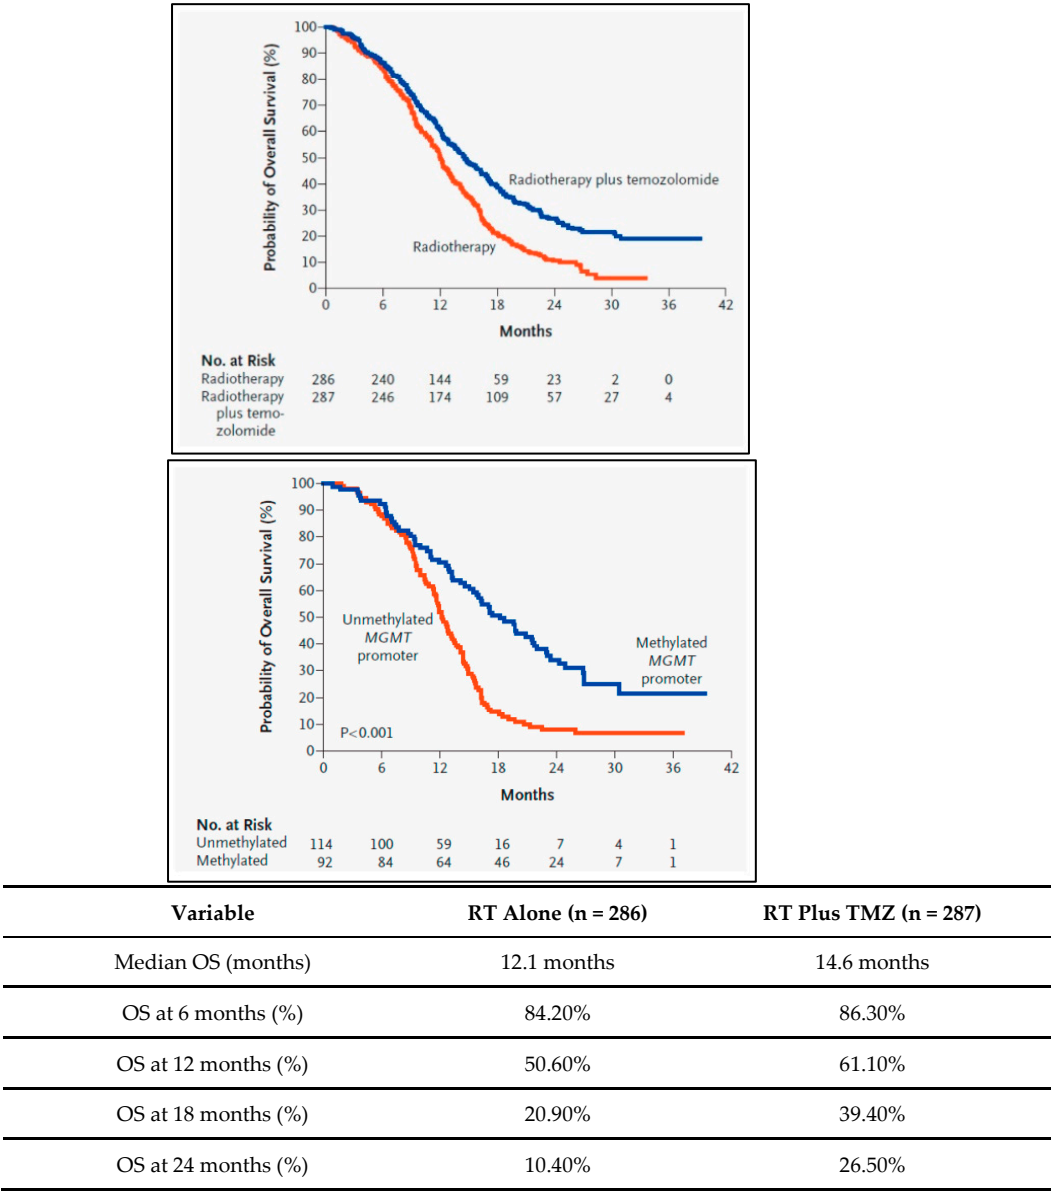 100
90
80
70
60
50
40
30
20
10
0
Probability of Overall Survival (%)
Radiotherapy plus temozolomide
Radiotherapy
0 6 12 18 24 30 36 42
Months
No. at Risk
Radiotherapy 286 240 144 59 23 2 0
Radiotherapy 287 246 174 109 57 27 4
plus temo-
zolomide
100
90
80
70
60
50
40
30
20
10
0
Probability of Overall Survival (%)
Unmethylated
MGMT
promoter
Methylated
MGMT
promoter
P<0.001
0 6 12 18 24 30 36 42
Months
No. at Risk
Unmethylated 114 100 59 16 7 4 1
Methylated 92 84 64 46 24 7 1
Variable RT Alone (n = 286) RT Plus TMZ (n = 287)
Median OS (months) 12.1 months 14.6 months
OS at 6 months (%) 84.20% 86.30%
OS at 12 months (%) 50.60% 61.10%
OS at 18 months (%) 20.90% 39.40%
OS at 24 months (%) 10.40% 26.50%